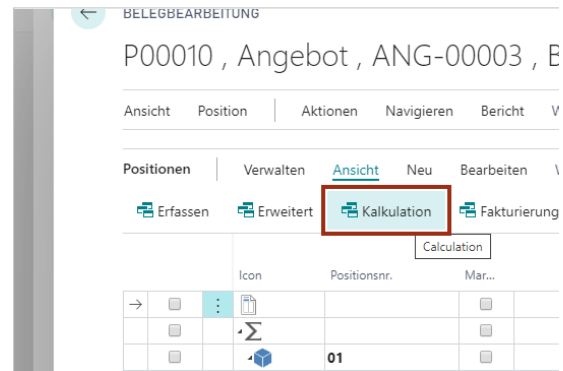 BELEGBEARBEITUNG
P00010 , Angebot , ANG-00003 , B
Ansicht Position Aktionen Navigieren Bericht
Positionen Verwalten Ansicht Neu Bearbeiten
Erfassen Erweitert Kalkulation Fakturierung
Calculation
Icon Positionsnr. Mar...
01